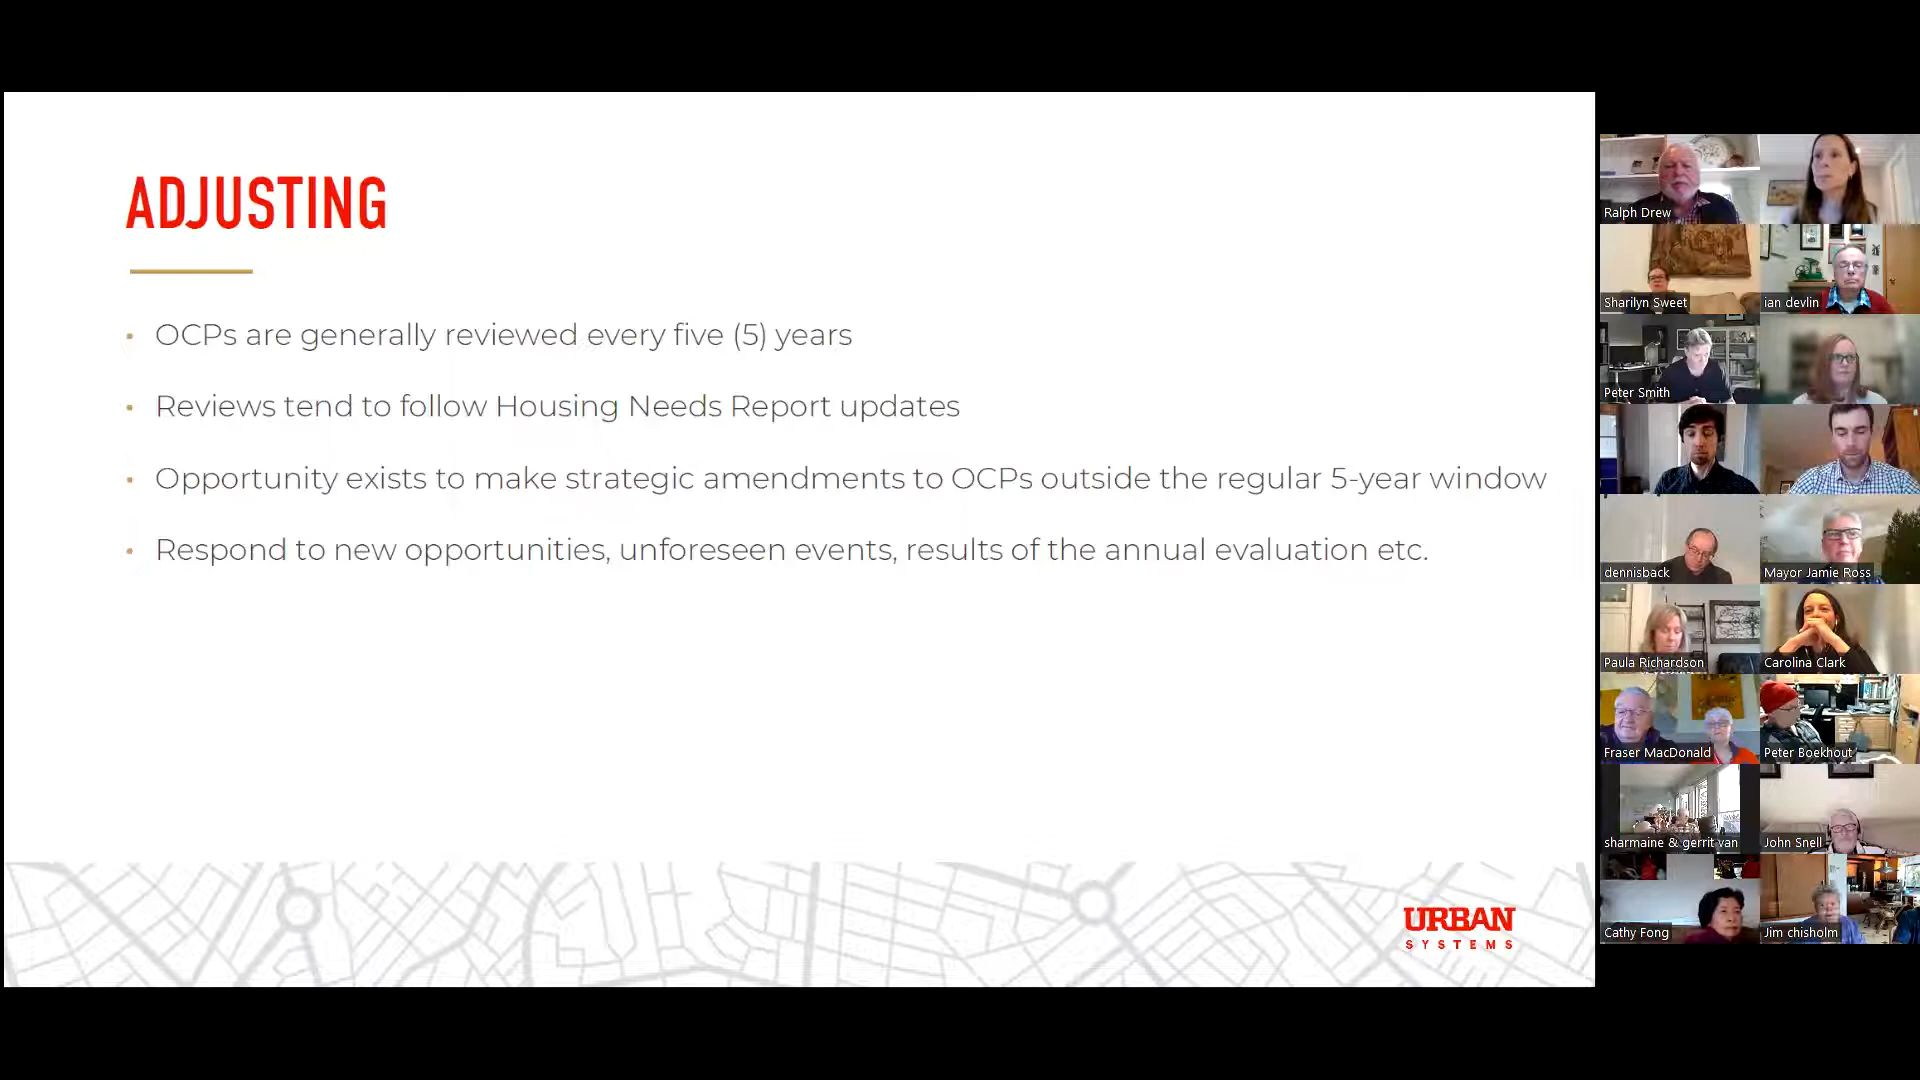 ADJUSTING
OCPs are generally reviewed every five (5) years
Reviews tend to follow Housing Needs Report updates
Opportunity exists to make strategic amendments to OCPs outside the regular 5-year window
Respond to new opportunities, unforeseen events, results of the annual evaluation etc.
URBAN
SYSTEMS
Ralph Drew
Sharilyn Sweet
ian devlin
Peter Smith
dennisback
Mayor Jamie Ross
Paula Richardson
Carolina Clark
Fraser MacDonald
Peter Boekhout
sharmaine & gerrit van
John Snell
Cathy Fong
Jim chisholm